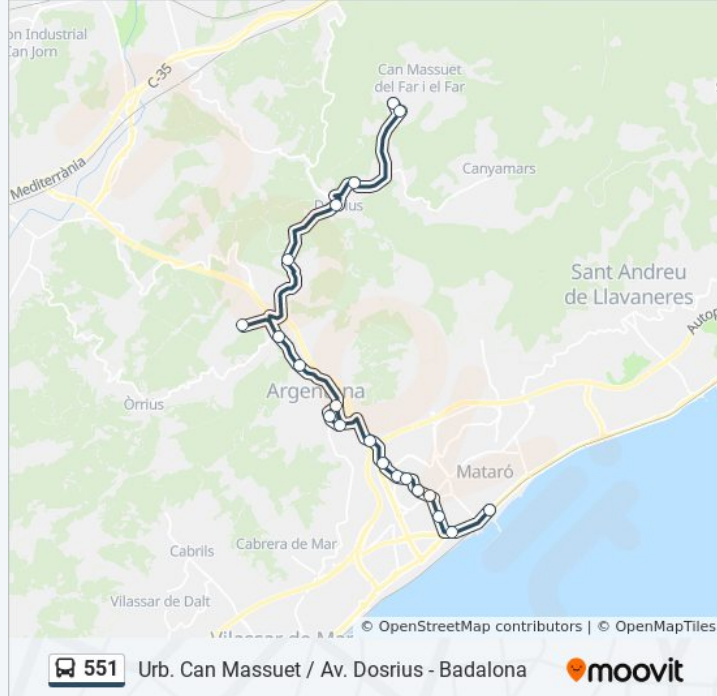 on Industrial
Can Jorn
C-35
Can Massuet
del Far i el Far
Mediterrània
Canyamars
Sant Andreu
de Llavaneres
Argentona
Òrrius
Mataró
Cabrils
Cabrera de Mar
Vilassar de Dalt
© OpenStreetMap contributors | © OpenMapTiles
551 Urb. Can Massuet / Av. Dosrius - Badalona moovit